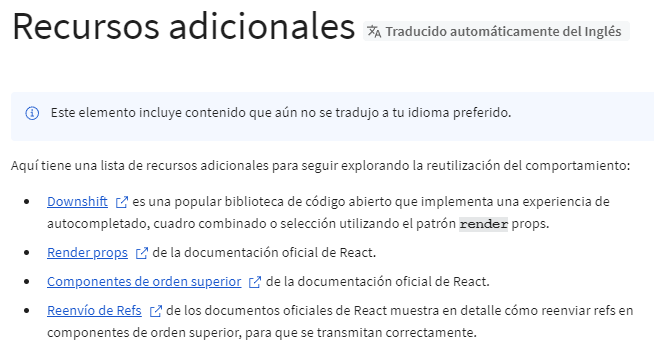 Recursos adicionales Traducido automáticamente del Inglés
Este elemento incluye contenido que aún no se tradujo a tu idioma preferido.
Aquí tiene una lista de recursos adicionales para seguir explorando la reutilización del comportamiento:
• Downshift es una popular biblioteca de código abierto que implementa una experiencia de
autocompletado, cuadro combinado o selección utilizando el patrón render props.
• Render props de la documentación oficial de React.
• Componentes de orden superior de la documentación oficial de React.
• Reenvío de Refs de los documentos oficiales de React muestra en detalle cómo reenviar refs en
componentes de orden superior, para que se transmitan correctamente.